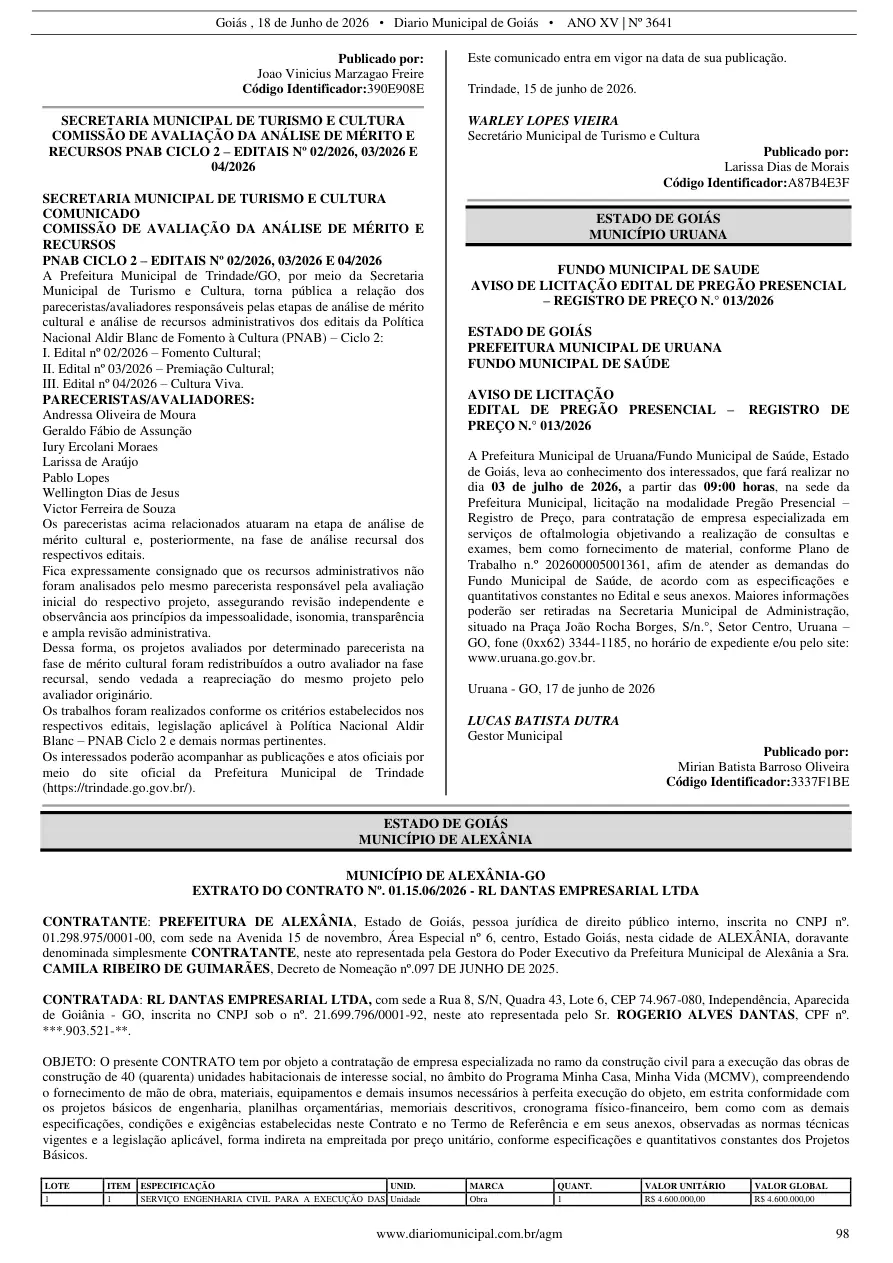 Goiás , 18 de Junho de 2026 • Diario Municipal de Goiás • ANO XV | Nº 3641
Publicado por:
Joao Vinicius Marzagao Freire
Código Identificador:390E908E
SECRETARIA MUNICIPAL DE TURISMO E CULTURA
COMISSÃO DE AVALIAÇÃO DA ANÁLISE DE MÉRITO E
RECURSOS PNAB CICLO 2 – EDITAIS Nº 02/2026, 03/2026 E
04/2026
SECRETARIA MUNICIPAL DE TURISMO E CULTURA
COMUNICADO
COMISSÃO DE AVALIAÇÃO DA ANÁLISE DE MÉRITO E
RECURSOS
PNAB CICLO 2 – EDITAIS Nº 02/2026, 03/2026 E 04/2026
A Prefeitura Municipal de Trindade/GO, por meio da Secretaria
Municipal de Turismo e Cultura, torna pública a relação dos
pareceristas/avaliadores responsáveis pelas etapas de análise de mérito
cultural e análise de recursos administrativos dos editais da Política
Nacional Aldir Blanc de Fomento à Cultura (PNAB) – Ciclo 2:
I. Edital nº 02/2026 – Fomento Cultural;
II. Edital nº 03/2026 – Premiação Cultural;
III. Edital nº 04/2026 – Cultura Viva.
PARECERISTAS/AVALIADORES:
Andressa Oliveira de Moura
Geraldo Fábio de Assunção
Iury Ercolani Moraes
Larissa de Araújo
Pablo Lopes
Wellington Dias de Jesus
Victor Ferreira de Souza
Os pareceristas acima relacionados atuaram na etapa de análise de
mérito cultural e, posteriormente, na fase de análise recursal dos
respectivos editais.
Fica expressamente consignado que os recursos administrativos não
foram analisados pelo mesmo parecerista responsável pela avaliação
inicial do respectivo projeto, assegurando revisão independente e
observância aos princípios da impessoalidade, isonomia, transparência
e ampla revisão administrativa.
Dessa forma, os projetos avaliados por determinado parecerista na
fase de mérito cultural foram redistribuídos a outro avaliador na fase
recursal, sendo vedada a reapreciação do mesmo projeto pelo
avaliador originário.
Os trabalhos foram realizados conforme os critérios estabelecidos nos
respectivos editais, legislação aplicável à Política Nacional Aldir
Blanc – PNAB Ciclo 2 e demais normas pertinentes.
Os interessados poderão acompanhar as publicações e atos oficiais por
meio do site oficial da Prefeitura Municipal de Trindade
(https://trindade.go.gov.br/).
Este comunicado entra em vigor na data de sua publicação.
Trindade, 15 de junho de 2026.
WARLEY LOPES VIEIRA
Secretário Municipal de Turismo e Cultura
Publicado por:
Larissa Dias de Morais
Código Identificador:A87B4E3F
ESTADO DE GOIÁS
MUNICÍPIO URUANA
FUNDO MUNICIPAL DE SAUDE
AVISO DE LICITAÇÃO EDITAL DE PREGÃO PRESENCIAL
– REGISTRO DE PREÇO N.° 013/2026
ESTADO DE GOIÁS
PREFEITURA MUNICIPAL DE URUANA
FUNDO MUNICIPAL DE SAÚDE
AVISO DE LICITAÇÃO
EDITAL DE PREGÃO PRESENCIAL – REGISTRO DE
PREÇO N.° 013/2026
A Prefeitura Municipal de Uruana/Fundo Municipal de Saúde, Estado
de Goiás, leva ao conhecimento dos interessados, que fará realizar no
dia 03 de julho de 2026, a partir das 09:00 horas, na sede da
Prefeitura Municipal, licitação na modalidade Pregão Presencial –
Registro de Preço, para contratação de empresa especializada em
serviços de oftalmologia objetivando a realização de consultas e
exames, bem como fornecimento de material, conforme Plano de
Trabalho n.º 202600005001361, afim de atender as demandas do
Fundo Municipal de Saúde, de acordo com as especificações e
quantitativos constantes no Edital e seus anexos. Maiores informações
poderão ser retiradas na Secretaria Municipal de Administração,
situado na Praça João Rocha Borges, S/n.°, Setor Centro, Uruana –
GO, fone (0xx62) 3344-1185, no horário de expediente e/ou pelo site:
www.uruana.go.gov.br.
Uruana - GO, 17 de junho de 2026
LUCAS BATISTA DUTRA
Gestor Municipal
Publicado por:
Mirian Batista Barroso Oliveira
Código Identificador:3337F1BE
ESTADO DE GOIÁS
MUNICÍPIO DE ALEXÂNIA
MUNICÍPIO DE ALEXÂNIA-GO
EXTRATO DO CONTRATO Nº. 01.15.06/2026 - RL DANTAS EMPRESARIAL LTDA
CONTRATANTE: PREFEITURA DE ALEXÂNIA, Estado de Goiás, pessoa jurídica de direito público interno, inscrita no CNPJ nº.
01.298.975/0001-00, com sede na Avenida 15 de novembro, Área Especial nº 6, centro, Estado Goiás, nesta cidade de ALEXÂNIA, doravante
denominada simplesmente CONTRATANTE, neste ato representada pela Gestora do Poder Executivo da Prefeitura Municipal de Alexânia a Sra.
CAMILA RIBEIRO DE GUIMARÃES, Decreto de Nomeação nº.097 DE JUNHO DE 2025.
CONTRATADA: RL DANTAS EMPRESARIAL LTDA, com sede a Rua 8, S/N, Quadra 43, Lote 6, CEP 74.967-080, Independência, Aparecida
de Goiânia - GO, inscrita no CNPJ sob o nº. 21.699.796/0001-92, neste ato representada pelo Sr. ROGERIO ALVES DANTAS, CPF nº.
***.903.521-**.
OBJETO: O presente CONTRATO tem por objeto a contratação de empresa especializada no ramo da construção civil para a execução das obras de
construção de 40 (quarenta) unidades habitacionais de interesse social, no âmbito do Programa Minha Casa, Minha Vida (MCMV), compreendendo
o fornecimento de mão de obra, materiais, equipamentos e demais insumos necessários à perfeita execução do objeto, em estrita conformidade com
os projetos básicos de engenharia, planilhas orçamentárias, memoriais descritivos, cronograma físico-financeiro, bem como com as demais
especificações, condições e exigências estabelecidas neste Contrato e no Termo de Referência e em seus anexos, observadas as normas técnicas
vigentes e a legislação aplicável, forma indireta na empreitada por preço unitário, conforme especificações e quantitativos constantes dos Projetos
Básicos.
LOTE ITEM ESPECIFICAÇÃO UNID. MARCA QUANT. VALOR UNITÁRIO VALOR GLOBAL
1 1 SERVIÇO ENGENHARIA CIVIL PARA A EXECUÇÃO DAS Unidade Obra 1 R$ 4.600.000,00 R$ 4.600.000,00
www.diariomunicipal.com.br/agm 98